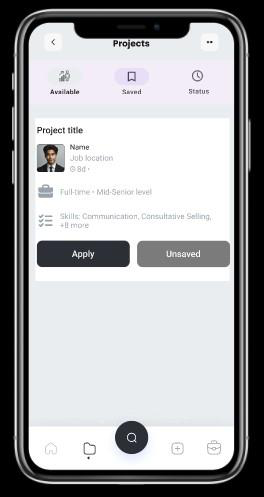 Projects
Available Saved Status
Project title
Name
Job location
8d •
Full-time • Mid-Senior level
Skills: Communication, Consultative Selling,
+8 more
Apply Unsaved